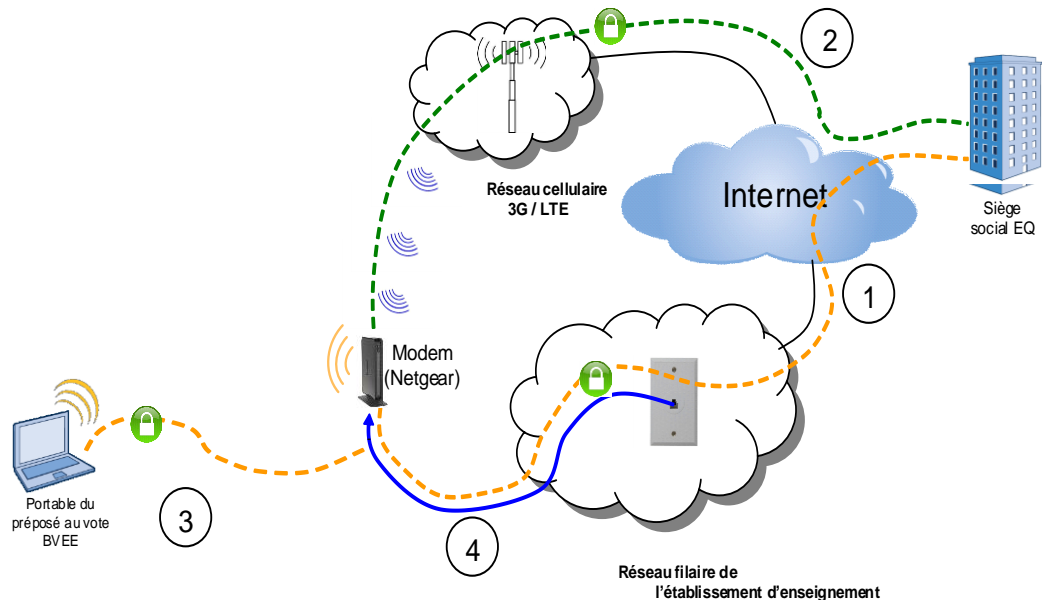 2
Réseau cellulaire
3G / LTE
Internet
Siège
social EQ
1
Modem
(Netgear)
Portable du
préposé au vote
BVEE
3
4
Réseau filaire de
l'établissement d'enseignement